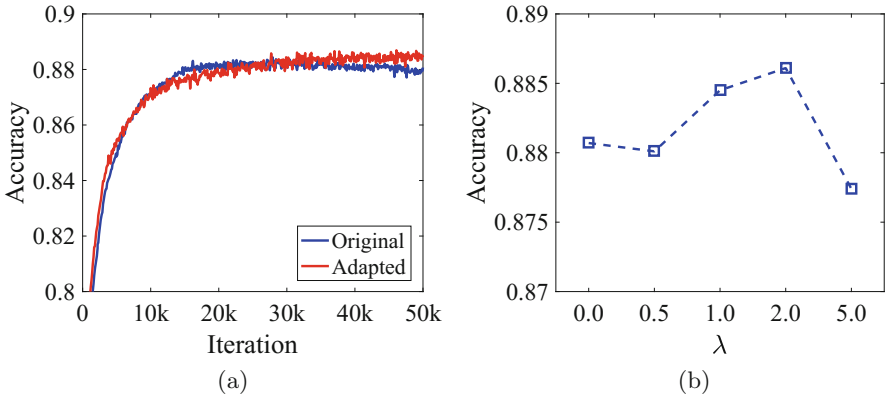 0.9
0.88
0.86
0.84
0.82
0.8
Accuracy
0 10k 20k 30k 40k 50k
Iteration
Original
Adapted
(a)
0.89
0.885
0.88
0.875
0.87
Accuracy
0.0 0.5 1.0 2.0 5.0
λ
(b)